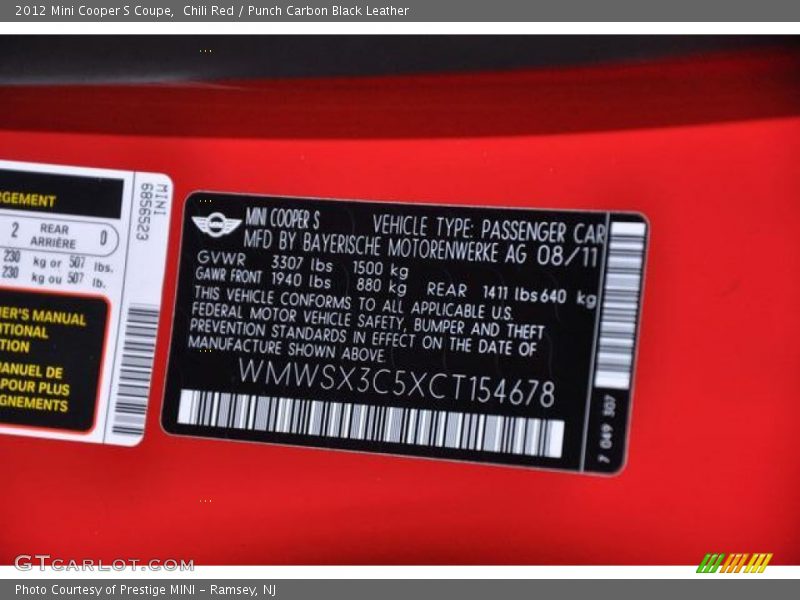 2012 Mini Cooper S Coupe,  Chili Red / Punch Carbon Black Leather
MINI
6856523
RGEMENT
2 REAR ARRIÈRE 0
230 kg or 507 lbs.
230 kg ou 507 lb.
ER'S MANUAL
ITIONAL
TION
MANUEL DE
POUR PLUS
GNEMENTS
MINI
MINI COOPER S VEHICLE TYPE: PASSENGER CAR
MFD BY BAYERISCHE MOTORENWERKE AG 08/11
GVWR 3307 lbs 1500 kg
GAWR FRONT 1940 lbs 880 kg REAR 1411 lbs 640 kg
THIS VEHICLE CONFORMS TO ALL APPLICABLE U.S.
FEDERAL MOTOR VEHICLE SAFETY, BUMPER AND THEFT
PREVENTION STANDARDS IN EFFECT ON THE DATE OF
MANUFACTURE SHOWN ABOVE.
WMWSX3C5XCT154678
7 049 307
GTCARLOT.COM
Photo Courtesy of Prestige MINI - Ramsey, NJ